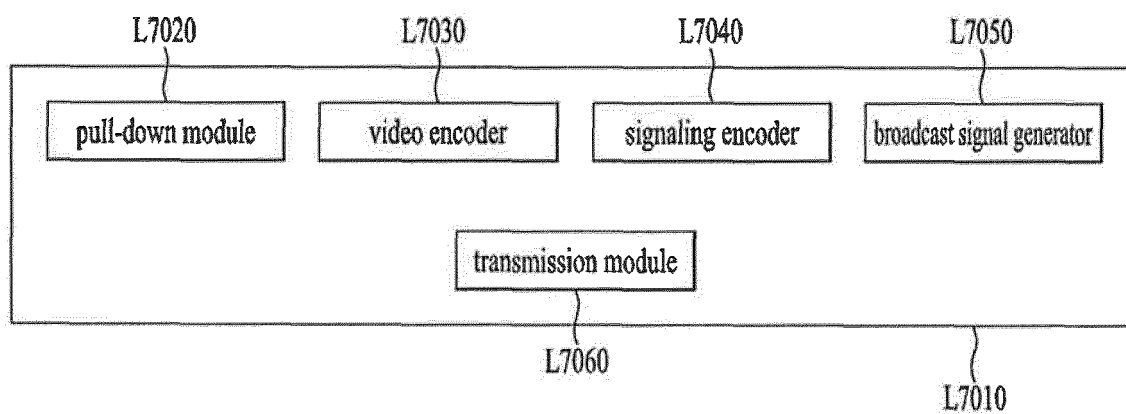 L7020
L7030
L7040
L7050
pull-down module
video encoder
signaling encoder
broadcast signal generator
transmission module
L7060
L7010